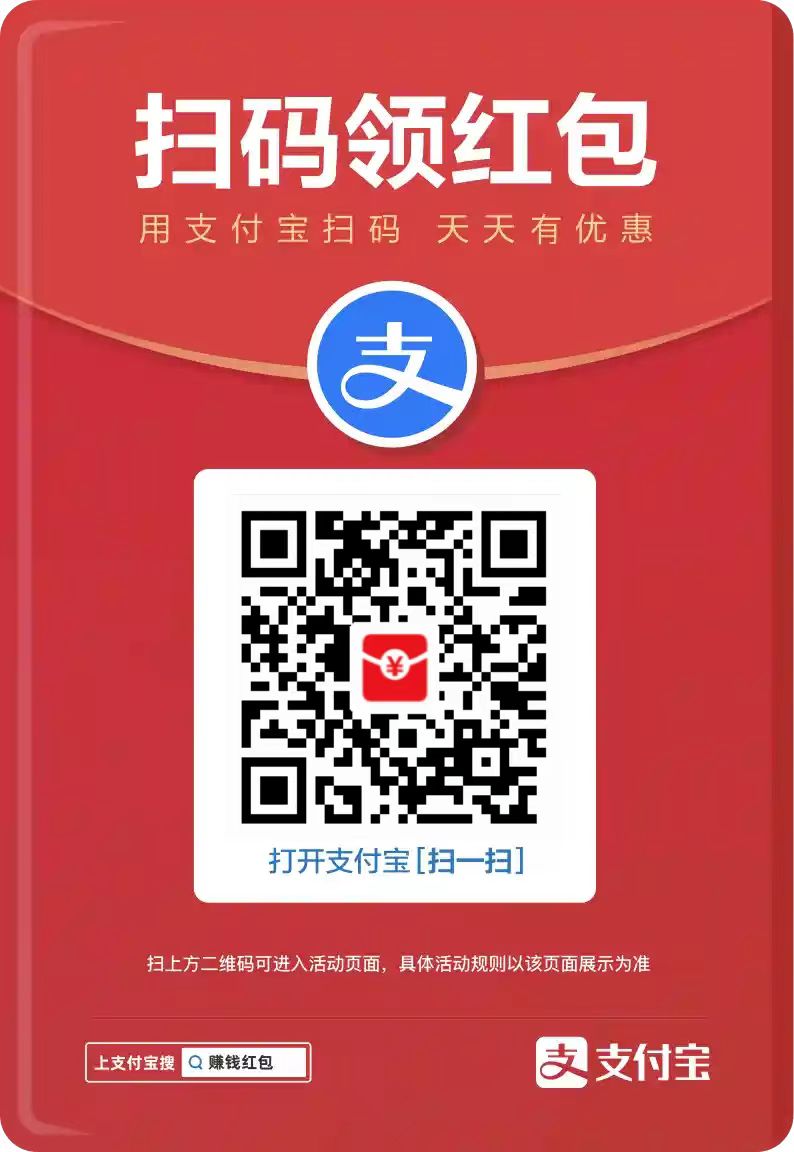 扫码领红包
用支付宝扫码 天天有优惠
支
打开支付宝[扫一扫]
扫上方二维码可进入活动页面，具体活动规则以该页面展示为准
上支付宝搜 赚钱红包
支 支付宝